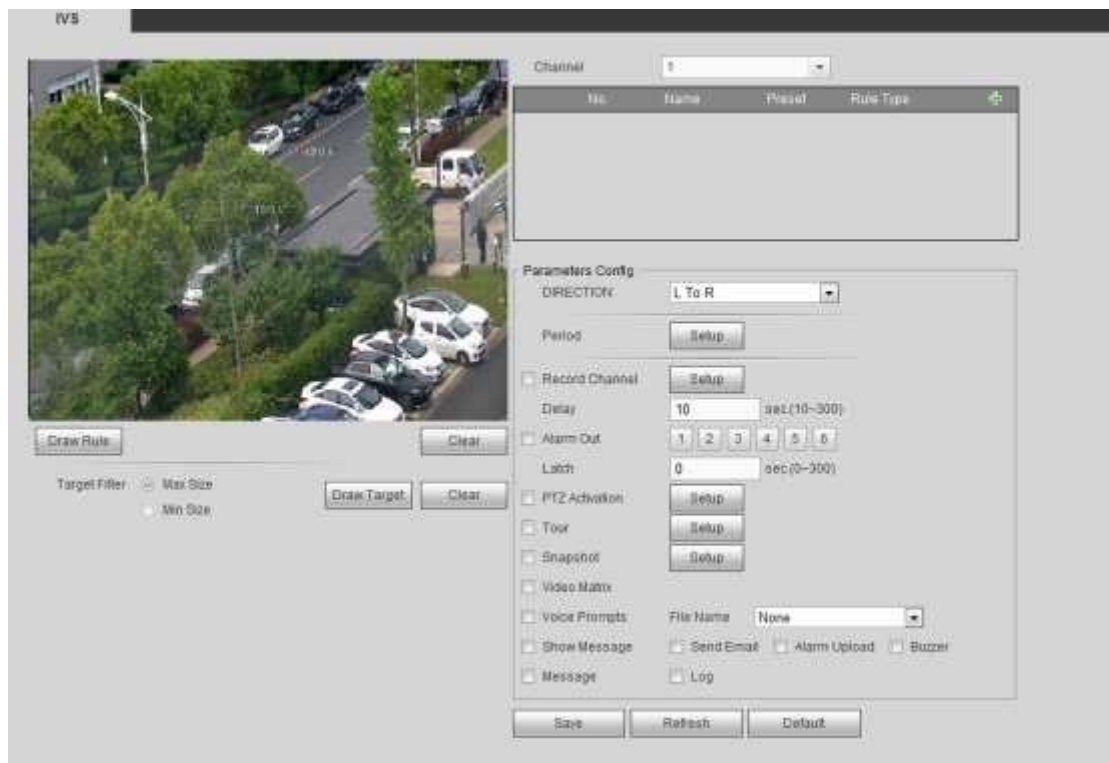 IVS
Channel 1
No. Name Preset Rule Type
Parameters Config
DIRECTION L To R
Period Setup
Record Channel Setup
Delay 10 sec.(10~300)
Alarm Out 1 2 3 4 5 6
Latch 0 sec.(0~300)
PTZ Activation Setup
Tour Setup
Snapshot Setup
Video Matrix
Voice Prompts File Name None
Show Message Send Email Alarm Upload Buzzer
Message Log
Save Refresh Default
Draw Rule Clear
Target Filter Max Size
Min Size
Draw Target Clear